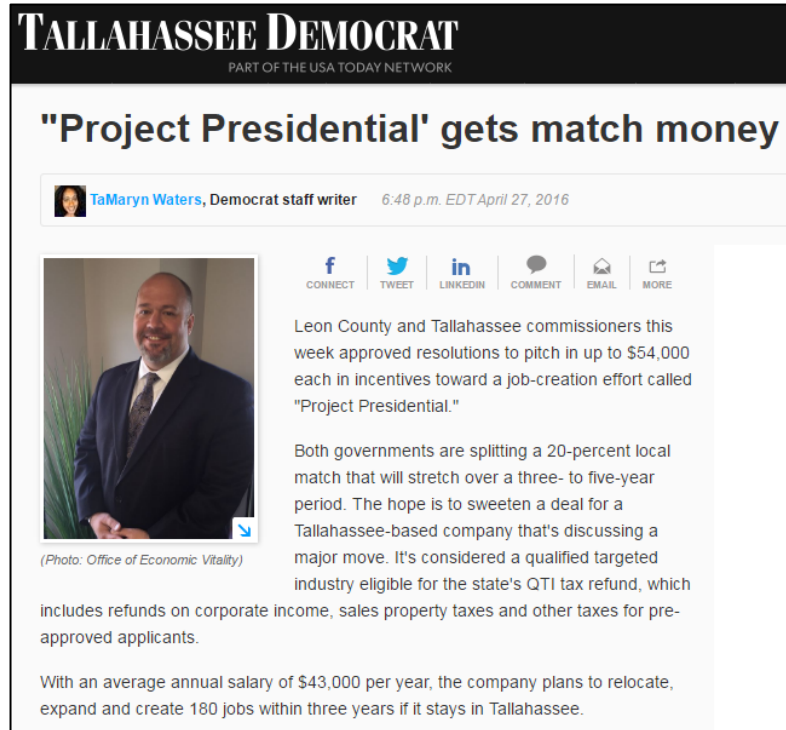 TALLAHASSEE DEMOCRAT
PART OF THE USA TODAY NETWORK
"Project Presidential' gets match money
TaMaryn Waters, Democrat staff writer 6:48 p.m. EDT April 27, 2016
CONNECT TWEET LINKEDIN COMMENT EMAIL MORE
(Photo: Office of Economic Vitality)
Leon County and Tallahassee commissioners this
week approved resolutions to pitch in up to $54,000
each in incentives toward a job-creation effort called
"Project Presidential."
Both governments are splitting a 20-percent local
match that will stretch over a three- to five-year
period. The hope is to sweeten a deal for a
Tallahassee-based company that's discussing a
major move. It's considered a qualified targeted
industry eligible for the state's QTI tax refund, which
includes refunds on corporate income, sales property taxes and other taxes for pre-
approved applicants.
With an average annual salary of $43,000 per year, the company plans to relocate,
expand and create 180 jobs within three years if it stays in Tallahassee.